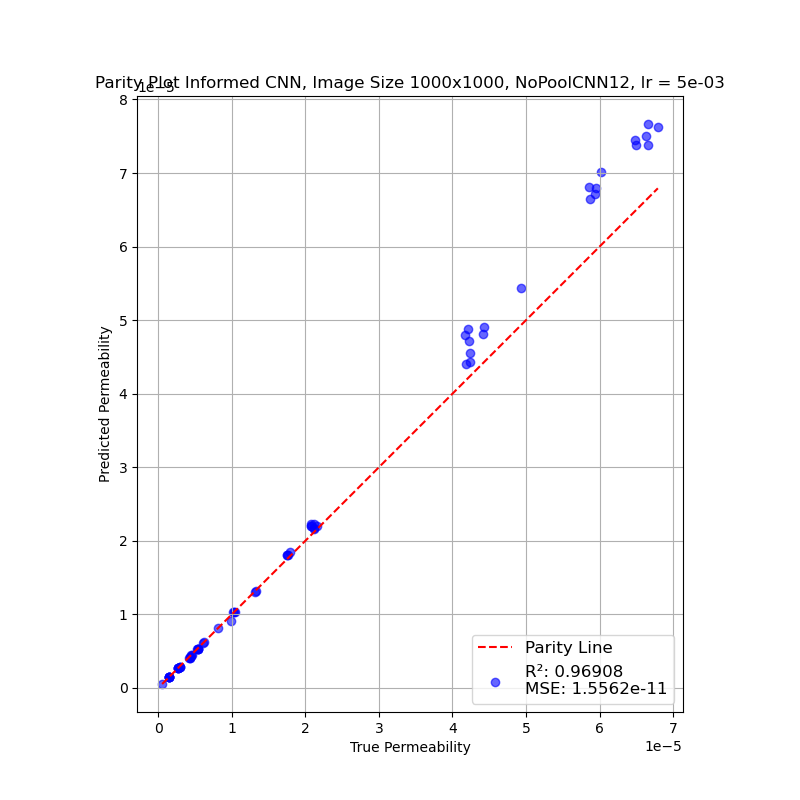 Parity Plot Informed CNN, Image Size 1000x1000, NoPoolCNN12, lr = 5e-03
1e−5
8
7
6
5
4
3
2
1
0
Predicted Permeability
Parity Line
R²: 0.96908
MSE: 1.5562e-11
0 1 2 3 4 5 6 7
True Permeability
1e−5